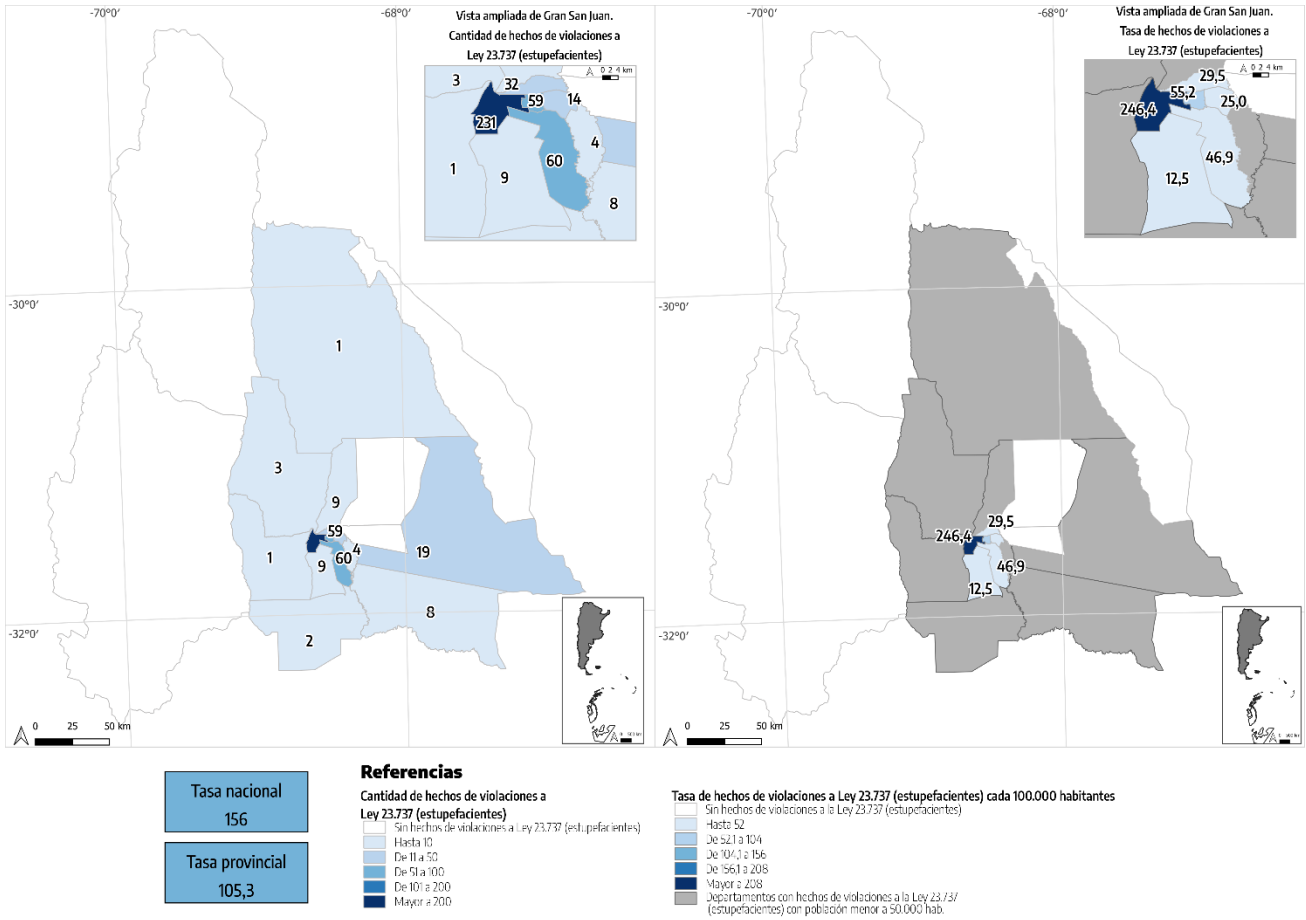 -70°0'
-68°0'
Vista ampliada de Gran San Juan.
Cantidad de hechos de violaciones a
Ley 23.737 (estupefacientes)
0 2 4 km
3
32
59
14
231
4
1
9
60
8
-30°0'
1
3
9
59
4
1
9
60
19
8
-32°0'
2
0 25 50 km
-70°0'
-68°0'
Vista ampliada de Gran San Juan.
Tasa de hechos de violaciones a
Ley 23.737 (estupefacientes)
0 2 4 km
29,5
55,2
246,4
25,0
46,9
12,5
-30°0'
29,5
246,4
46,9
12,5
-32°0'
0 25 50 km
Tasa nacional
156
Tasa provincial
105,3
Referencias
Cantidad de hechos de violaciones a
Ley 23.737 (estupefacientes)
Sin hechos de violaciones a Ley 23.737 (estupefacientes)
Hasta 10
De 11 a 50
De 51 a 100
De 101 a 200
Mayor a 200
Tasa de hechos de violaciones a Ley 23.737 (estupefacientes) cada 100.000 habitantes
Sin hechos de violaciones a la Ley 23.737 (estupefacientes)
Hasta 52
De 52,1 a 104
De 104,1 a 156
De 156,1 a 208
Mayor a 208
Departamentos con hechos de violaciones a la Ley 23.737
(estupefacientes) con población menor a 50.000 hab.